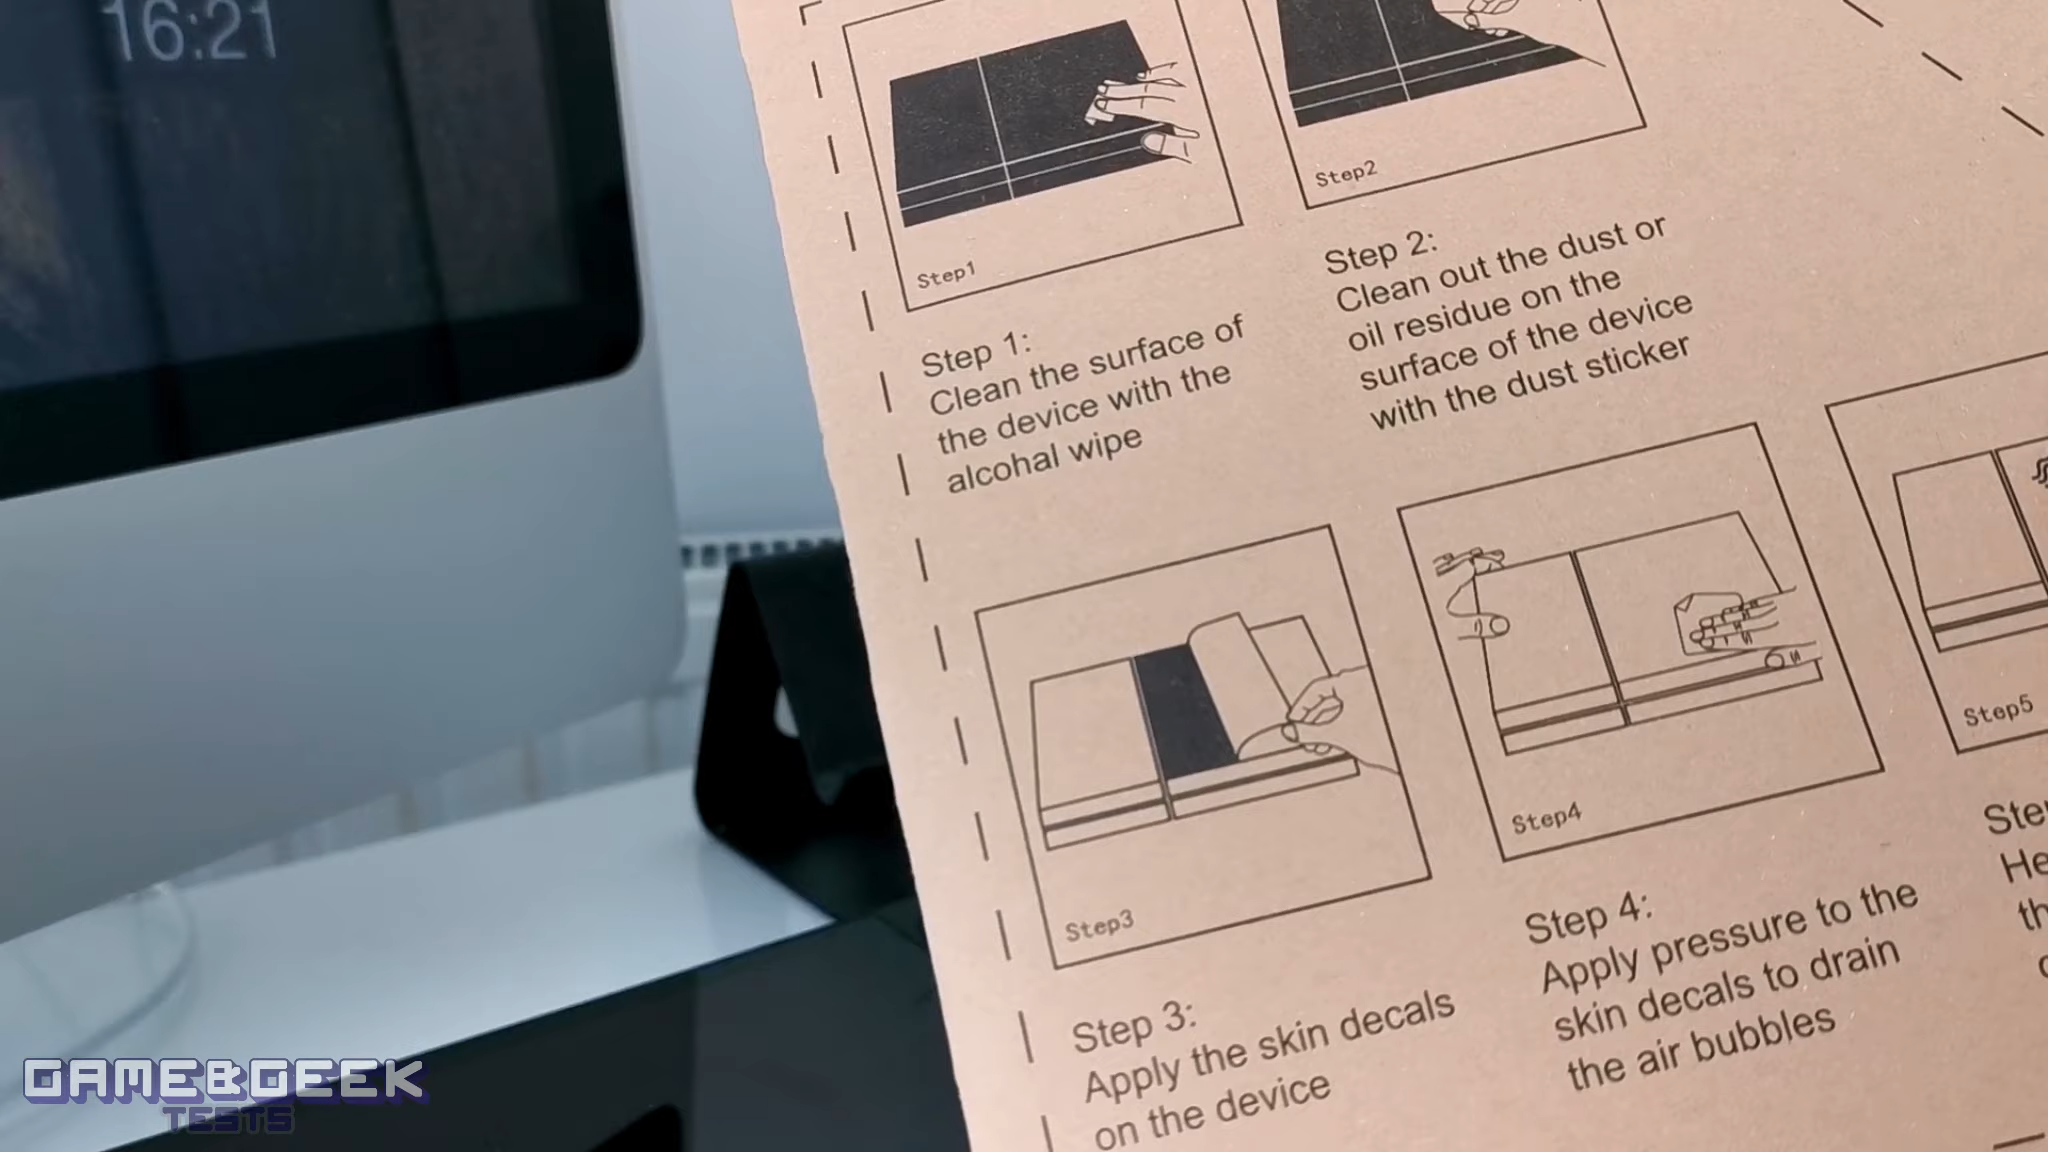 16:21
Step1
Step2
Step 1:
Clean the surface of
the device with the
alcohal wipe
Step 2:
Clean out the dust or
oil residue on the
surface of the device
with the dust sticker
Step3
Step4
Step5
Step 3:
Apply the skin decals
on the device
Step 4:
Apply pressure to the
skin decals to drain
the air bubbles
GAME&GEEK
TESTS